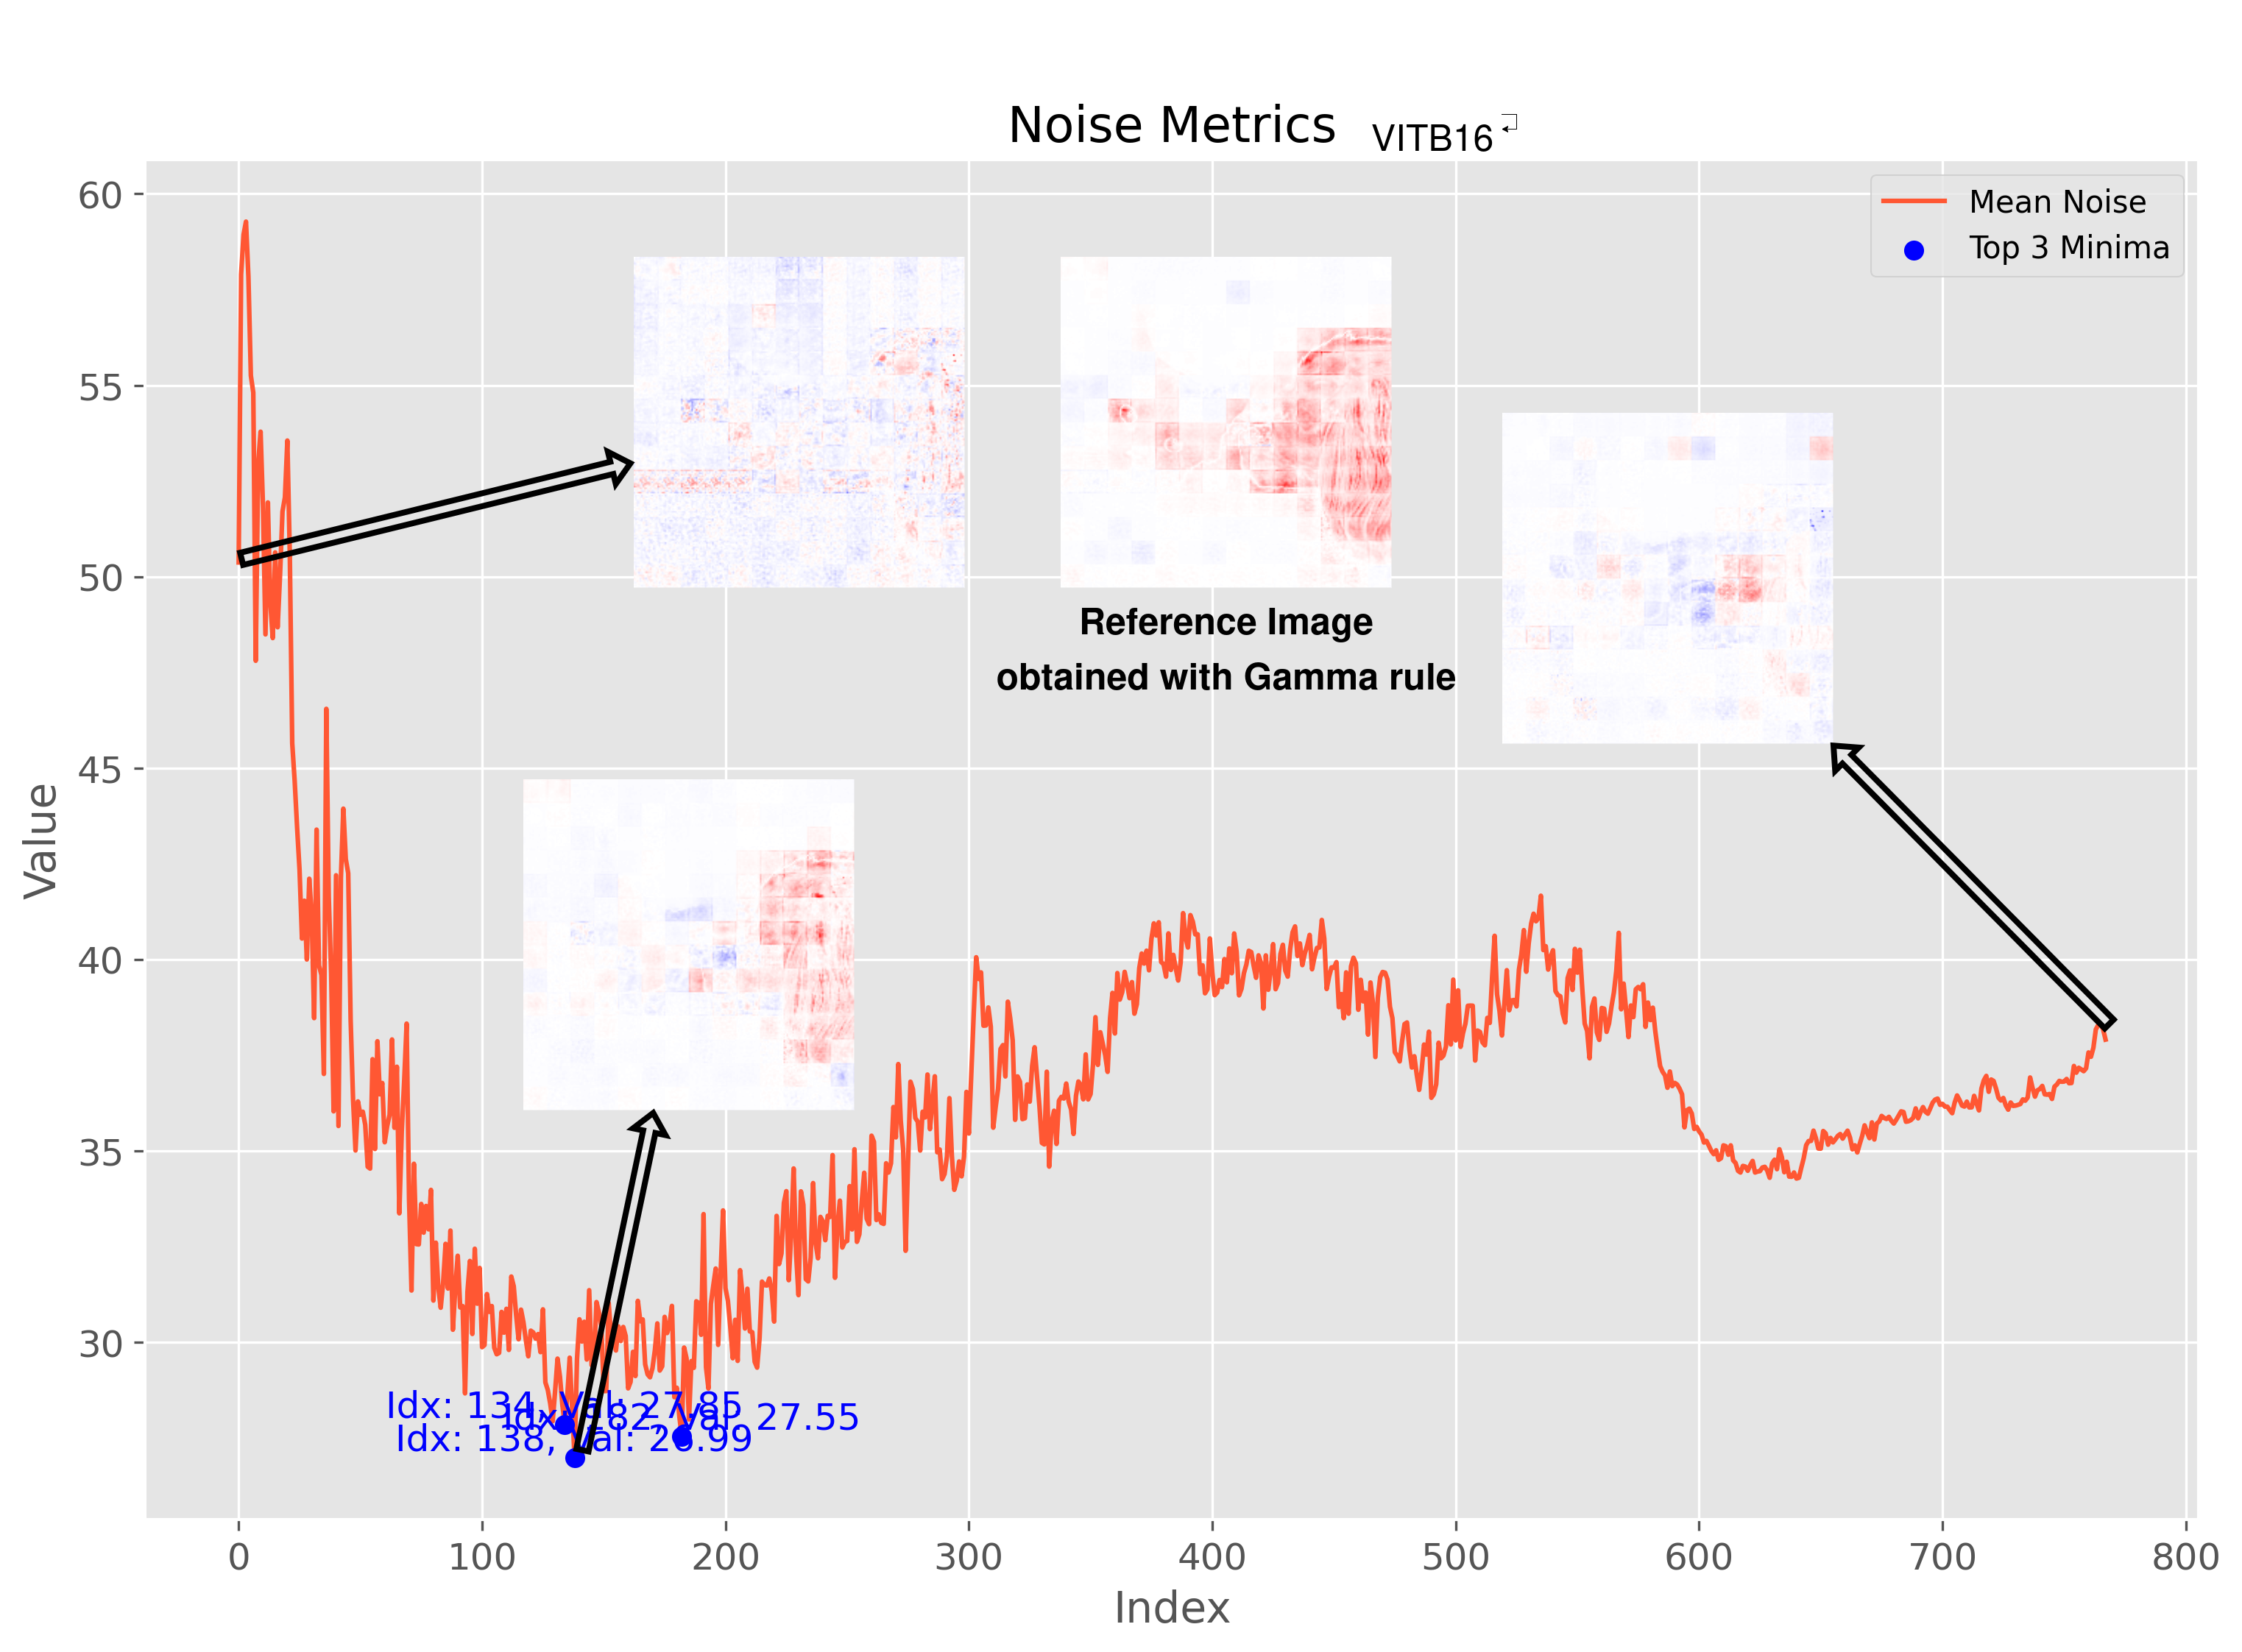 Noise Metrics VITB16
60
55
50
45
40
35
30
Value
Mean Noise
Top 3 Minima
Reference Image
obtained with Gamma rule
Idx: 134, Val: 27.85
Idx: 182, Val: 27.55
Idx: 138, Val: 26.99
0 100 200 300 400 500 600 700 800
Index